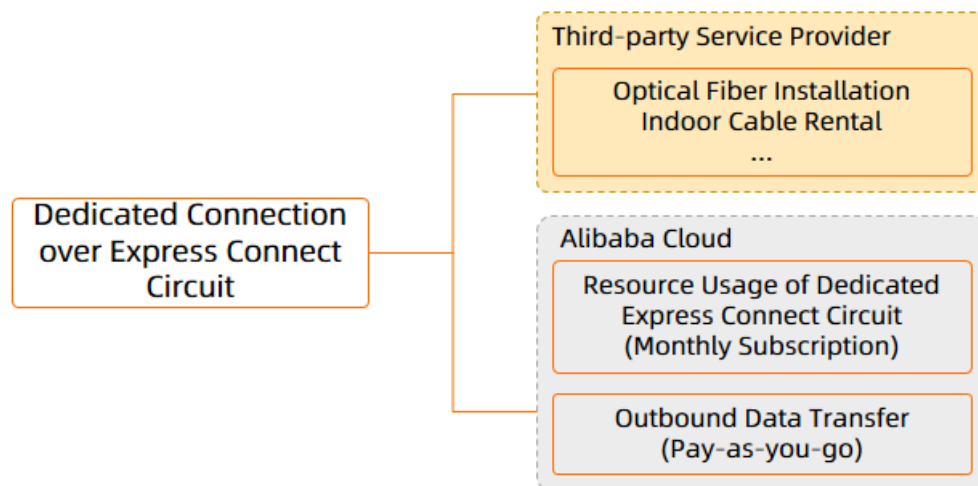 Third-party Service Provider
Optical Fiber Installation
Indoor Cable Rental
...
Dedicated Connection
over Express Connect
Circuit
Alibaba Cloud
Resource Usage of Dedicated
Express Connect Circuit
(Monthly Subscription)
Outbound Data Transfer
(Pay-as-you-go)